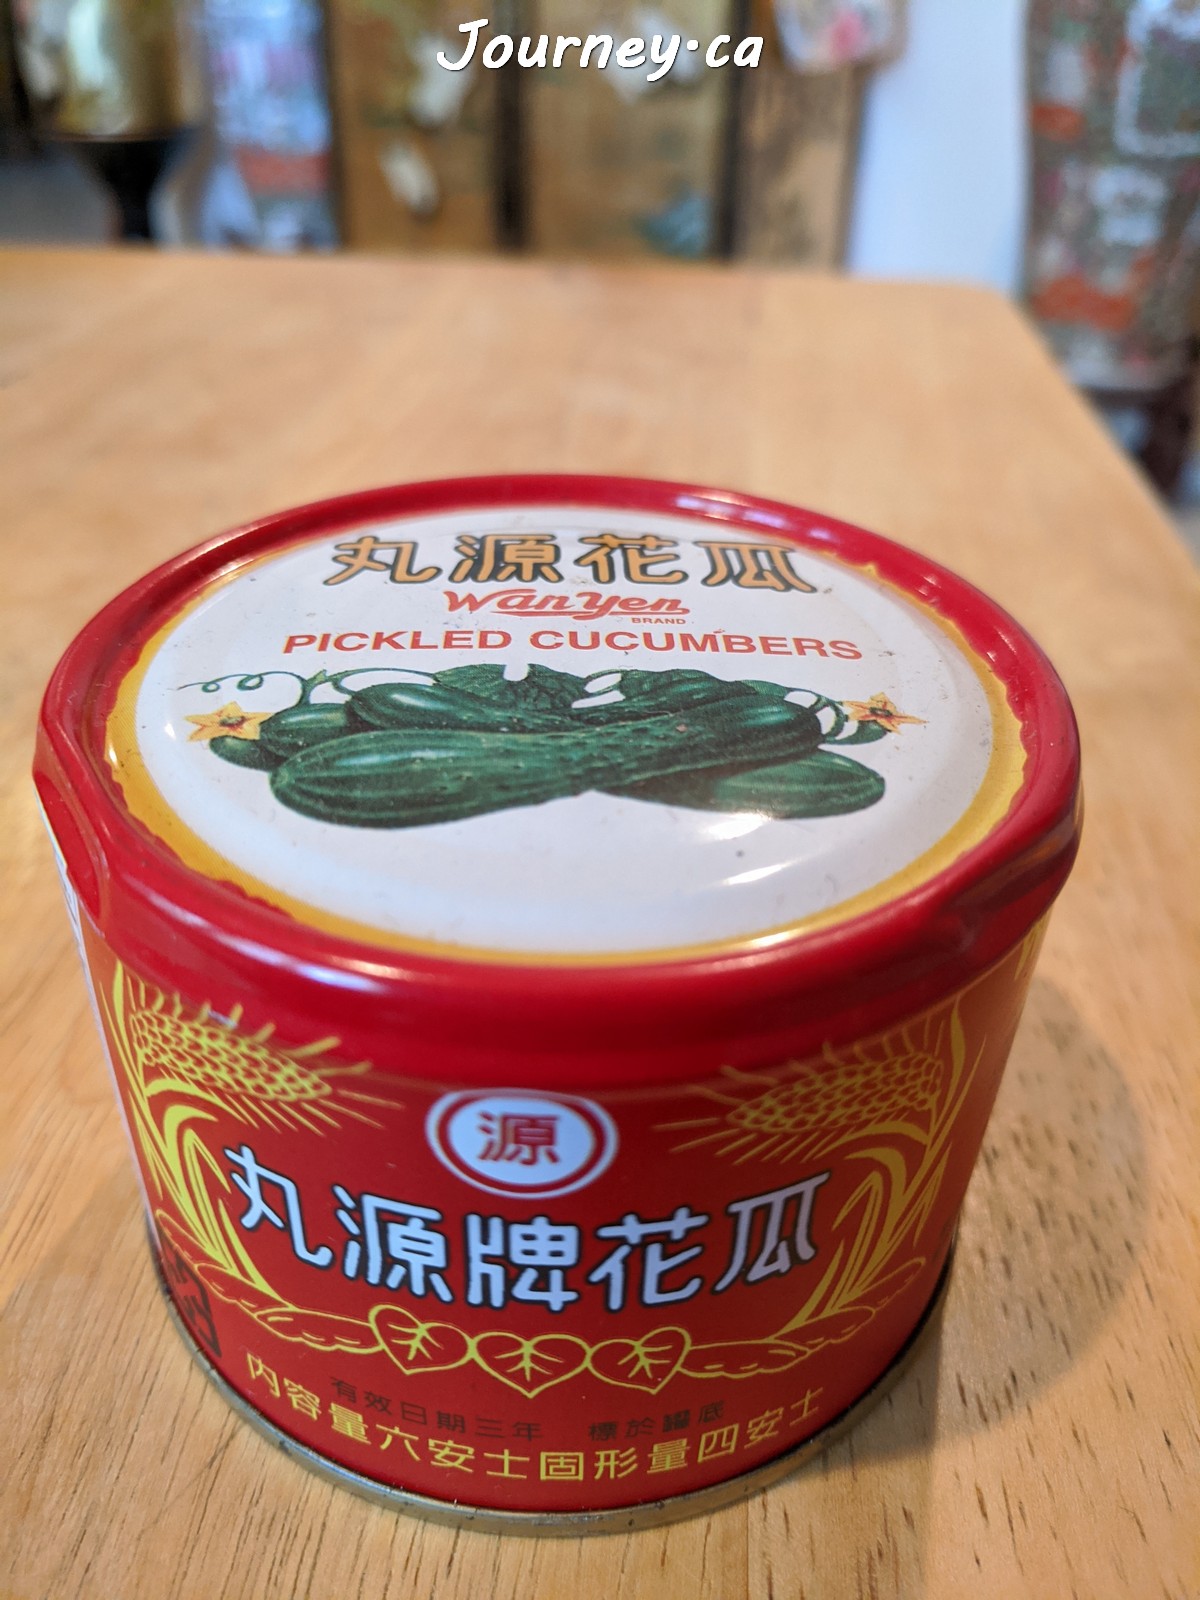 Journey.ca
丸源花瓜
Wan Yen
BRAND
PICKLED CUCUMBERS
源
丸源牌花瓜
有效日期三年 標於罐底
內容量六安士固形量四安士